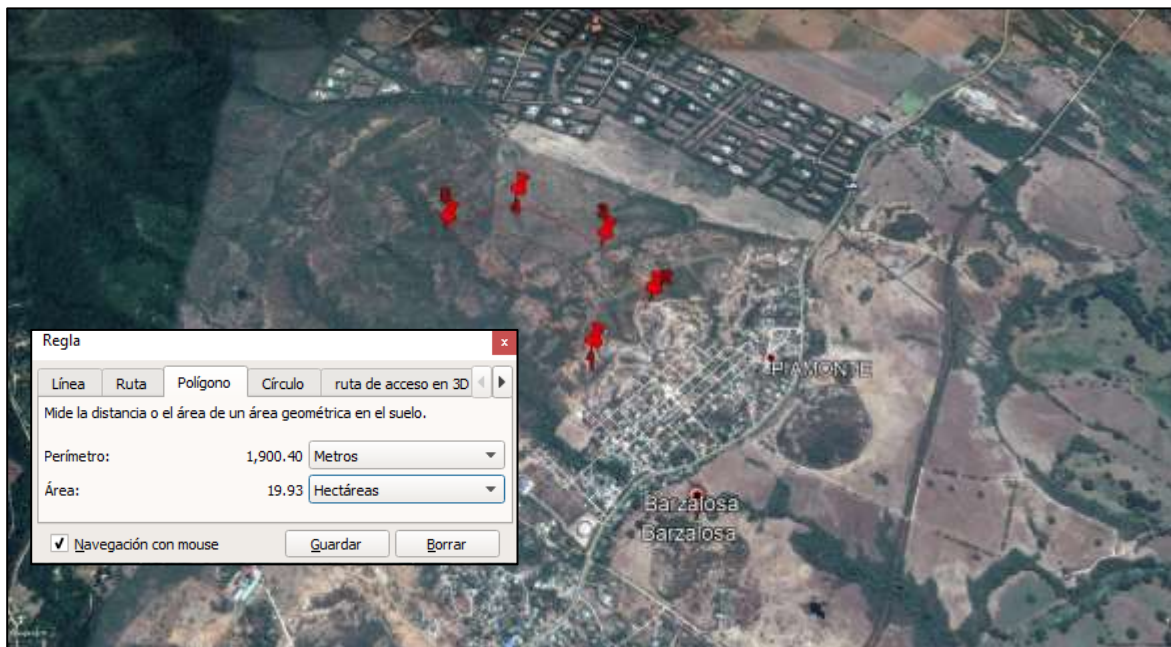 Regla
x
Línea Ruta Polígono Círculo ruta de acceso en 3D
Mide la distancia o el área de un área geométrica en el suelo.
Perímetro: 1,900.40 Metros
Área: 19.93 Hectáreas
Navegación con mouse Guardar Borrar
PIAMONTE
Barzalosa
Barzalosa